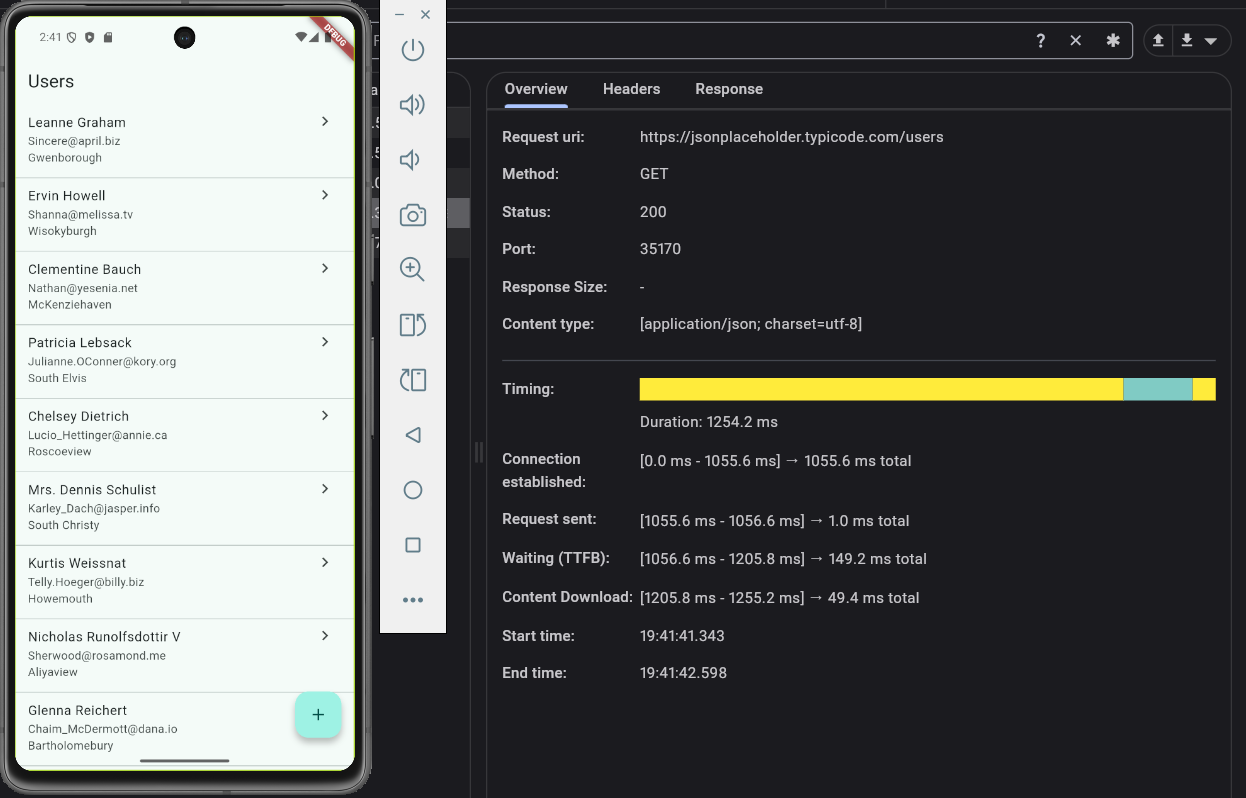 2:41
DEBUG
Users
Leanne Graham
Sincere@april.biz
Gwenborough
Ervin Howell
Shanna@melissa.tv
Wisokyburgh
Clementine Bauch
Nathan@yesenia.net
McKenziehaven
Patricia Lebsack
Julianne.OConner@kory.org
South Elvis
Chelsey Dietrich
Lucio_Hettinger@annie.ca
Roscoeview
Mrs. Dennis Schulist
Karley_Dach@jasper.info
South Christy
Kurtis Weissnat
Telly.Hoeger@billy.biz
Howemouth
Nicholas Runolfsdottir V
Sherwood@rosamond.me
Aliyaview
Glenna Reichert
Chaim_McDermott@dana.io
Bartholomebury
Overview Headers Response
Request uri: https://jsonplaceholder.typicode.com/users
Method: GET
Status: 200
Port: 35170
Response Size: -
Content type: [application/json; charset=utf-8]
Timing:
Duration: 1254.2 ms
Connection
established: [0.0 ms - 1055.6 ms] → 1055.6 ms total
Request sent: [1055.6 ms - 1056.6 ms] → 1.0 ms total
Waiting (TTFB): [1056.6 ms - 1205.8 ms] → 149.2 ms total
Content Download: [1205.8 ms - 1255.2 ms] → 49.4 ms total
Start time: 19:41:41.343
End time: 19:41:42.598